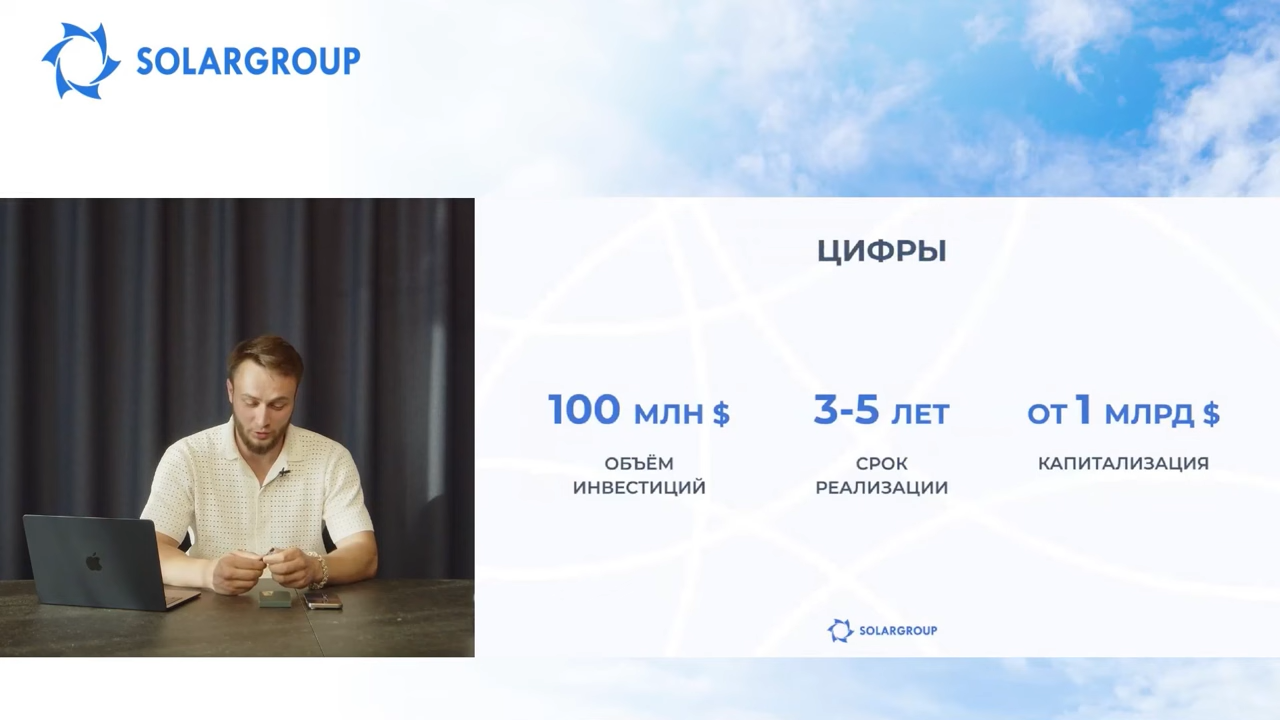 SOLARGROUP
ЦИФРЫ
100 МЛН $
ОБЪЁМ
ИНВЕСТИЦИЙ
3-5 ЛЕТ
СРОК
РЕАЛИЗАЦИИ
ОТ 1 МЛРД $
КАПИТАЛИЗАЦИЯ
SOLARGROUP